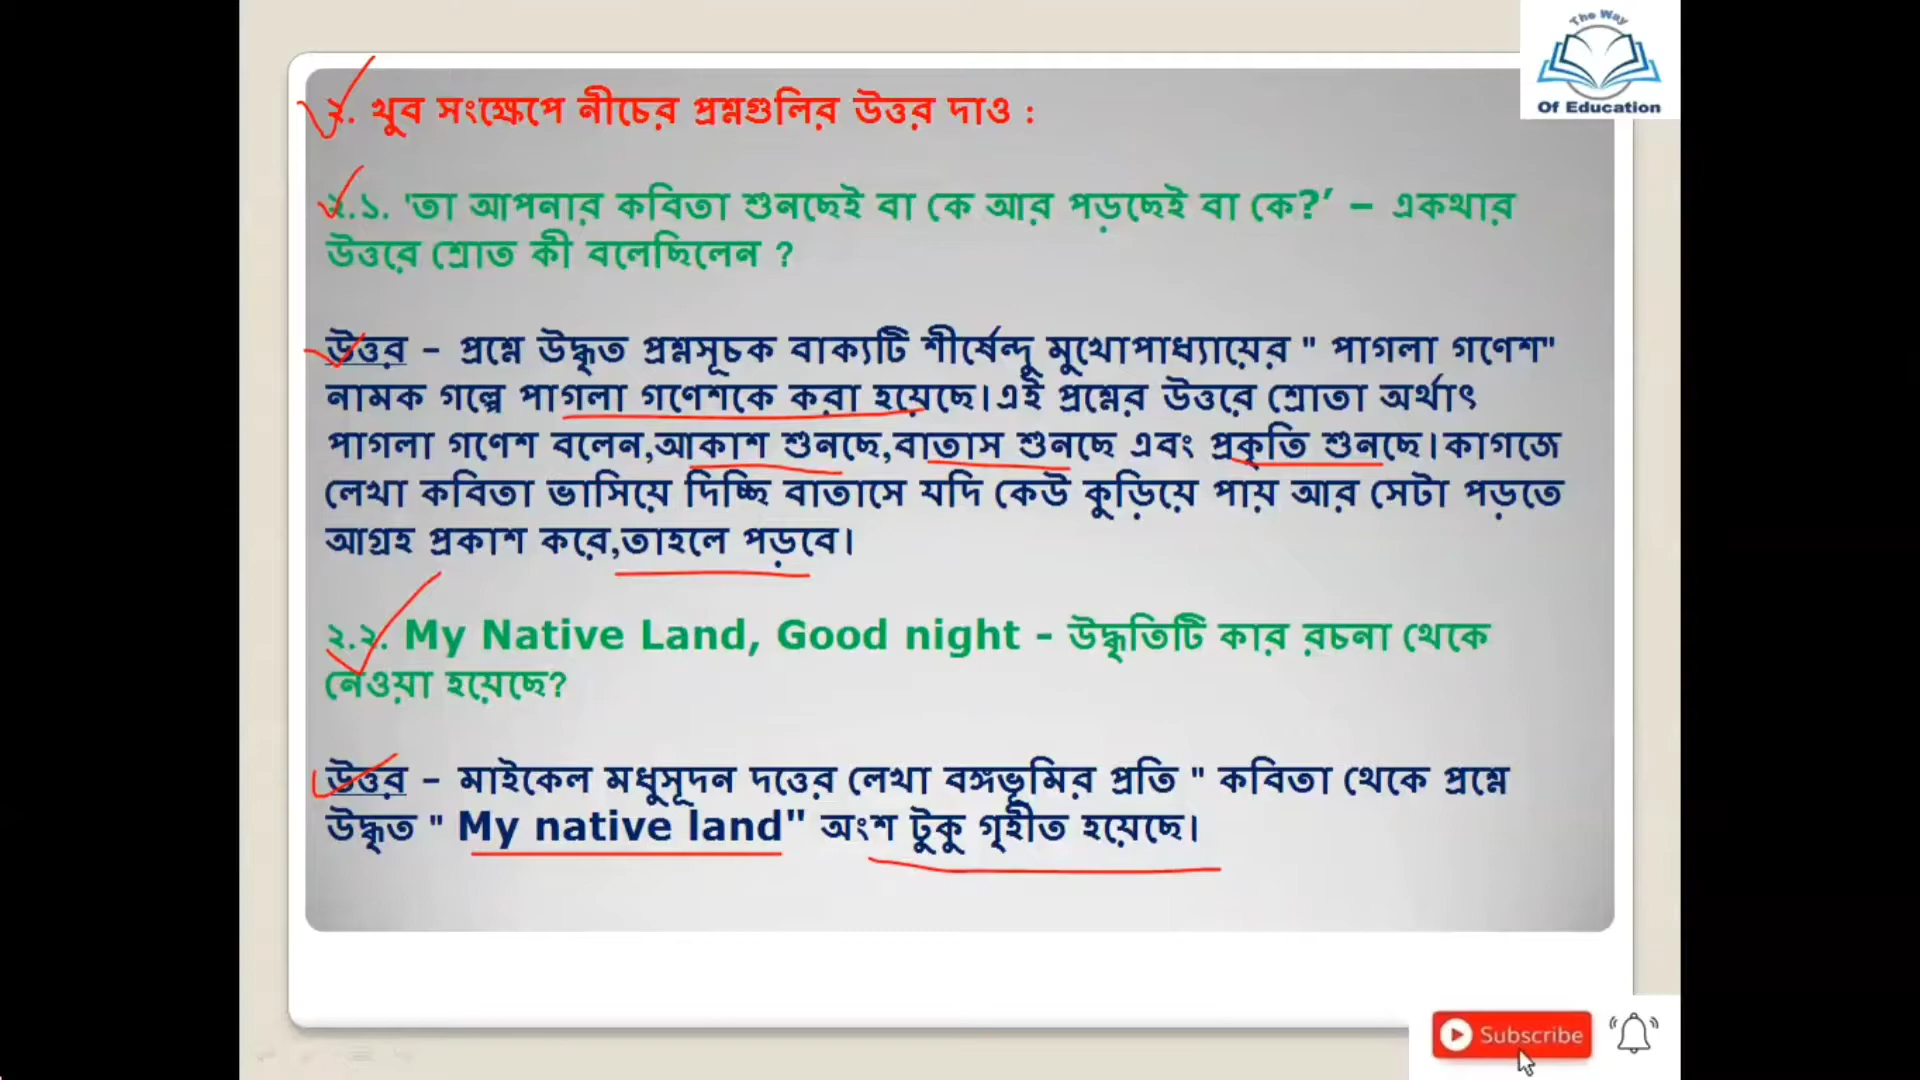 The Way
Of Education
২. খুব সংক্ষেপে নীচের প্রশ্নগুলির উত্তর দাও :
২.১. 'তা আপনার কবিতা শুনছেই বা কে আর পড়ছেই বা কে?’ – একথার
উত্তরে শ্রোত কী বলেছিলেন ?
উত্তর – প্রশ্নে উদ্ধৃত প্রশ্নসূচক বাক্যটি শীর্ষেন্দু মুখোপাধ্যায়ের " পাগলা গণেশ"
নামক গল্পে পাগলা গণেশকে করা হয়েছে।এই প্রশ্নের উত্তরে শ্রোতা অর্থাৎ
পাগলা গণেশ বলেন,আকাশ শুনছে,বাতাস শুনছে এবং প্রকৃতি শুনছে।কাগজে
লেখা কবিতা ভাসিয়ে দিচ্ছি বাতাসে যদি কেউ কুড়িয়ে পায় আর সেটা পড়তে
আগ্রহ প্রকাশ করে,তাহলে পড়বে।
২.২. My Native Land, Good night - উদ্ধৃতিটি কার রচনা থেকে
নেওয়া হয়েছে?
উত্তর – মাইকেল মধুসূদন দত্তের লেখা বঙ্গভূমির প্রতি " কবিতা থেকে প্রশ্নে
উদ্ধৃত " My native land" অংশ টুকু গৃহীত হয়েছে।
Subscribe